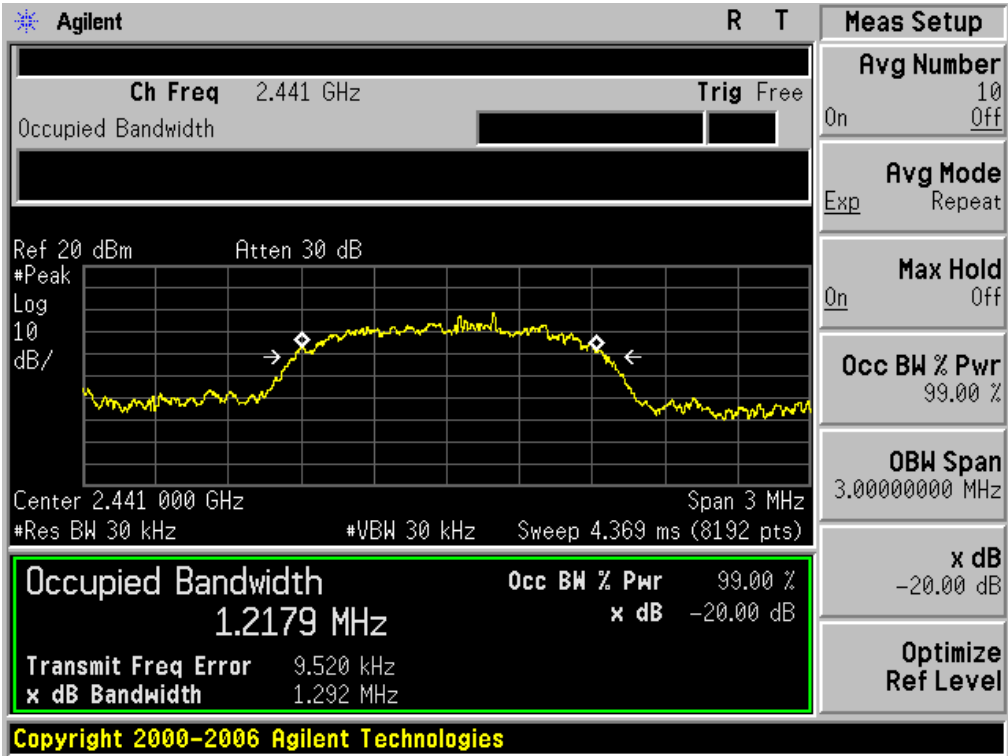 Agilent R T
Meas Setup
Ch Freq 2.441 GHz Trig Free
Occupied Bandwidth
Ref 20 dBm Atten 30 dB
#Peak
Log
10
dB/
Center 2.441 000 GHz Span 3 MHz
#Res BW 30 kHz #VBW 30 kHz Sweep 4.369 ms (8192 pts)
Occupied Bandwidth
1.2179 MHz
Occ BW % Pwr 99.00 %
x dB -20.00 dB
Transmit Freq Error 9.520 kHz
x dB Bandwidth 1.292 MHz
Avg Number
10
On Off
Avg Mode
Exp Repeat
Max Hold
On Off
Occ BW % Pwr
99.00 %
OBW Span
3.00000000 MHz
x dB
-20.00 dB
Optimize
Ref Level
Copyright 2000-2006 Agilent Technologies